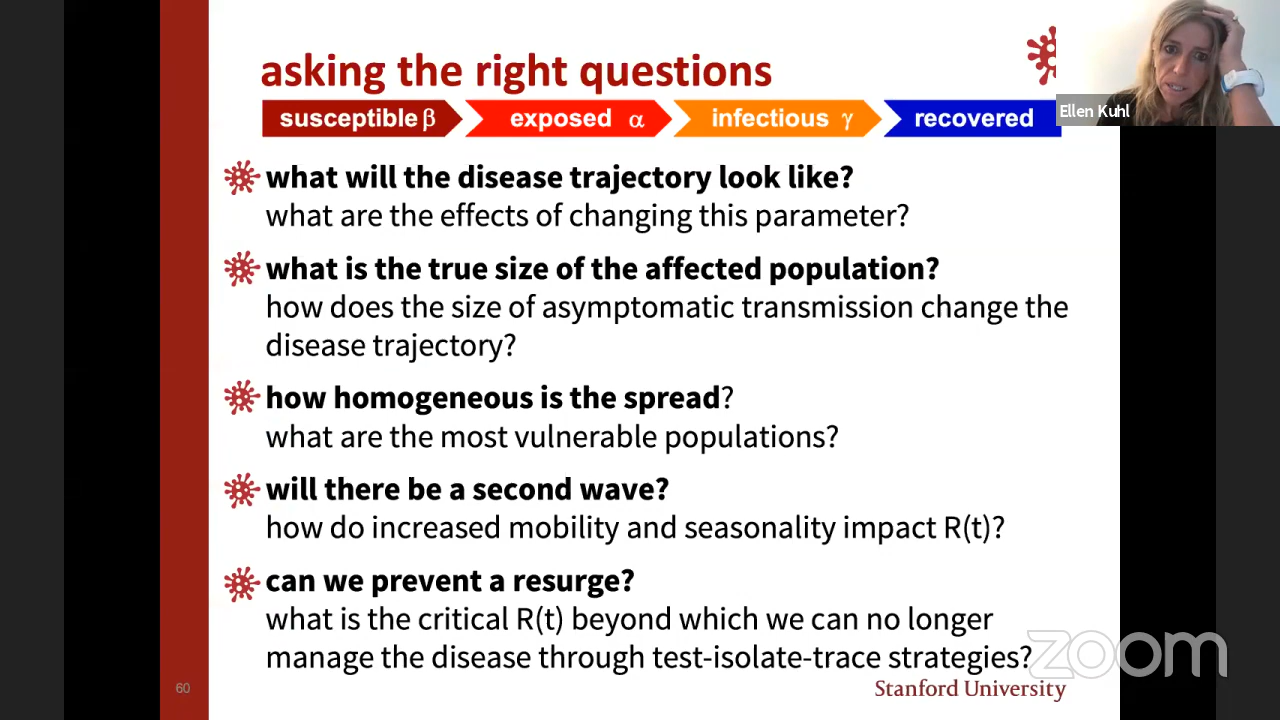 asking the right questions
Ellen Kuhl
susceptible β exposed α infectious γ recovered
what will the disease trajectory look like?
what are the effects of changing this parameter?
what is the true size of the affected population?
how does the size of asymptomatic transmission change the
disease trajectory?
how homogeneous is the spread?
what are the most vulnerable populations?
will there be a second wave?
how do increased mobility and seasonality impact R(t)?
can we prevent a resurge?
what is the critical R(t) beyond which we can no longer
manage the disease through test-isolate-trace strategies?
zoom
60
Stanford University